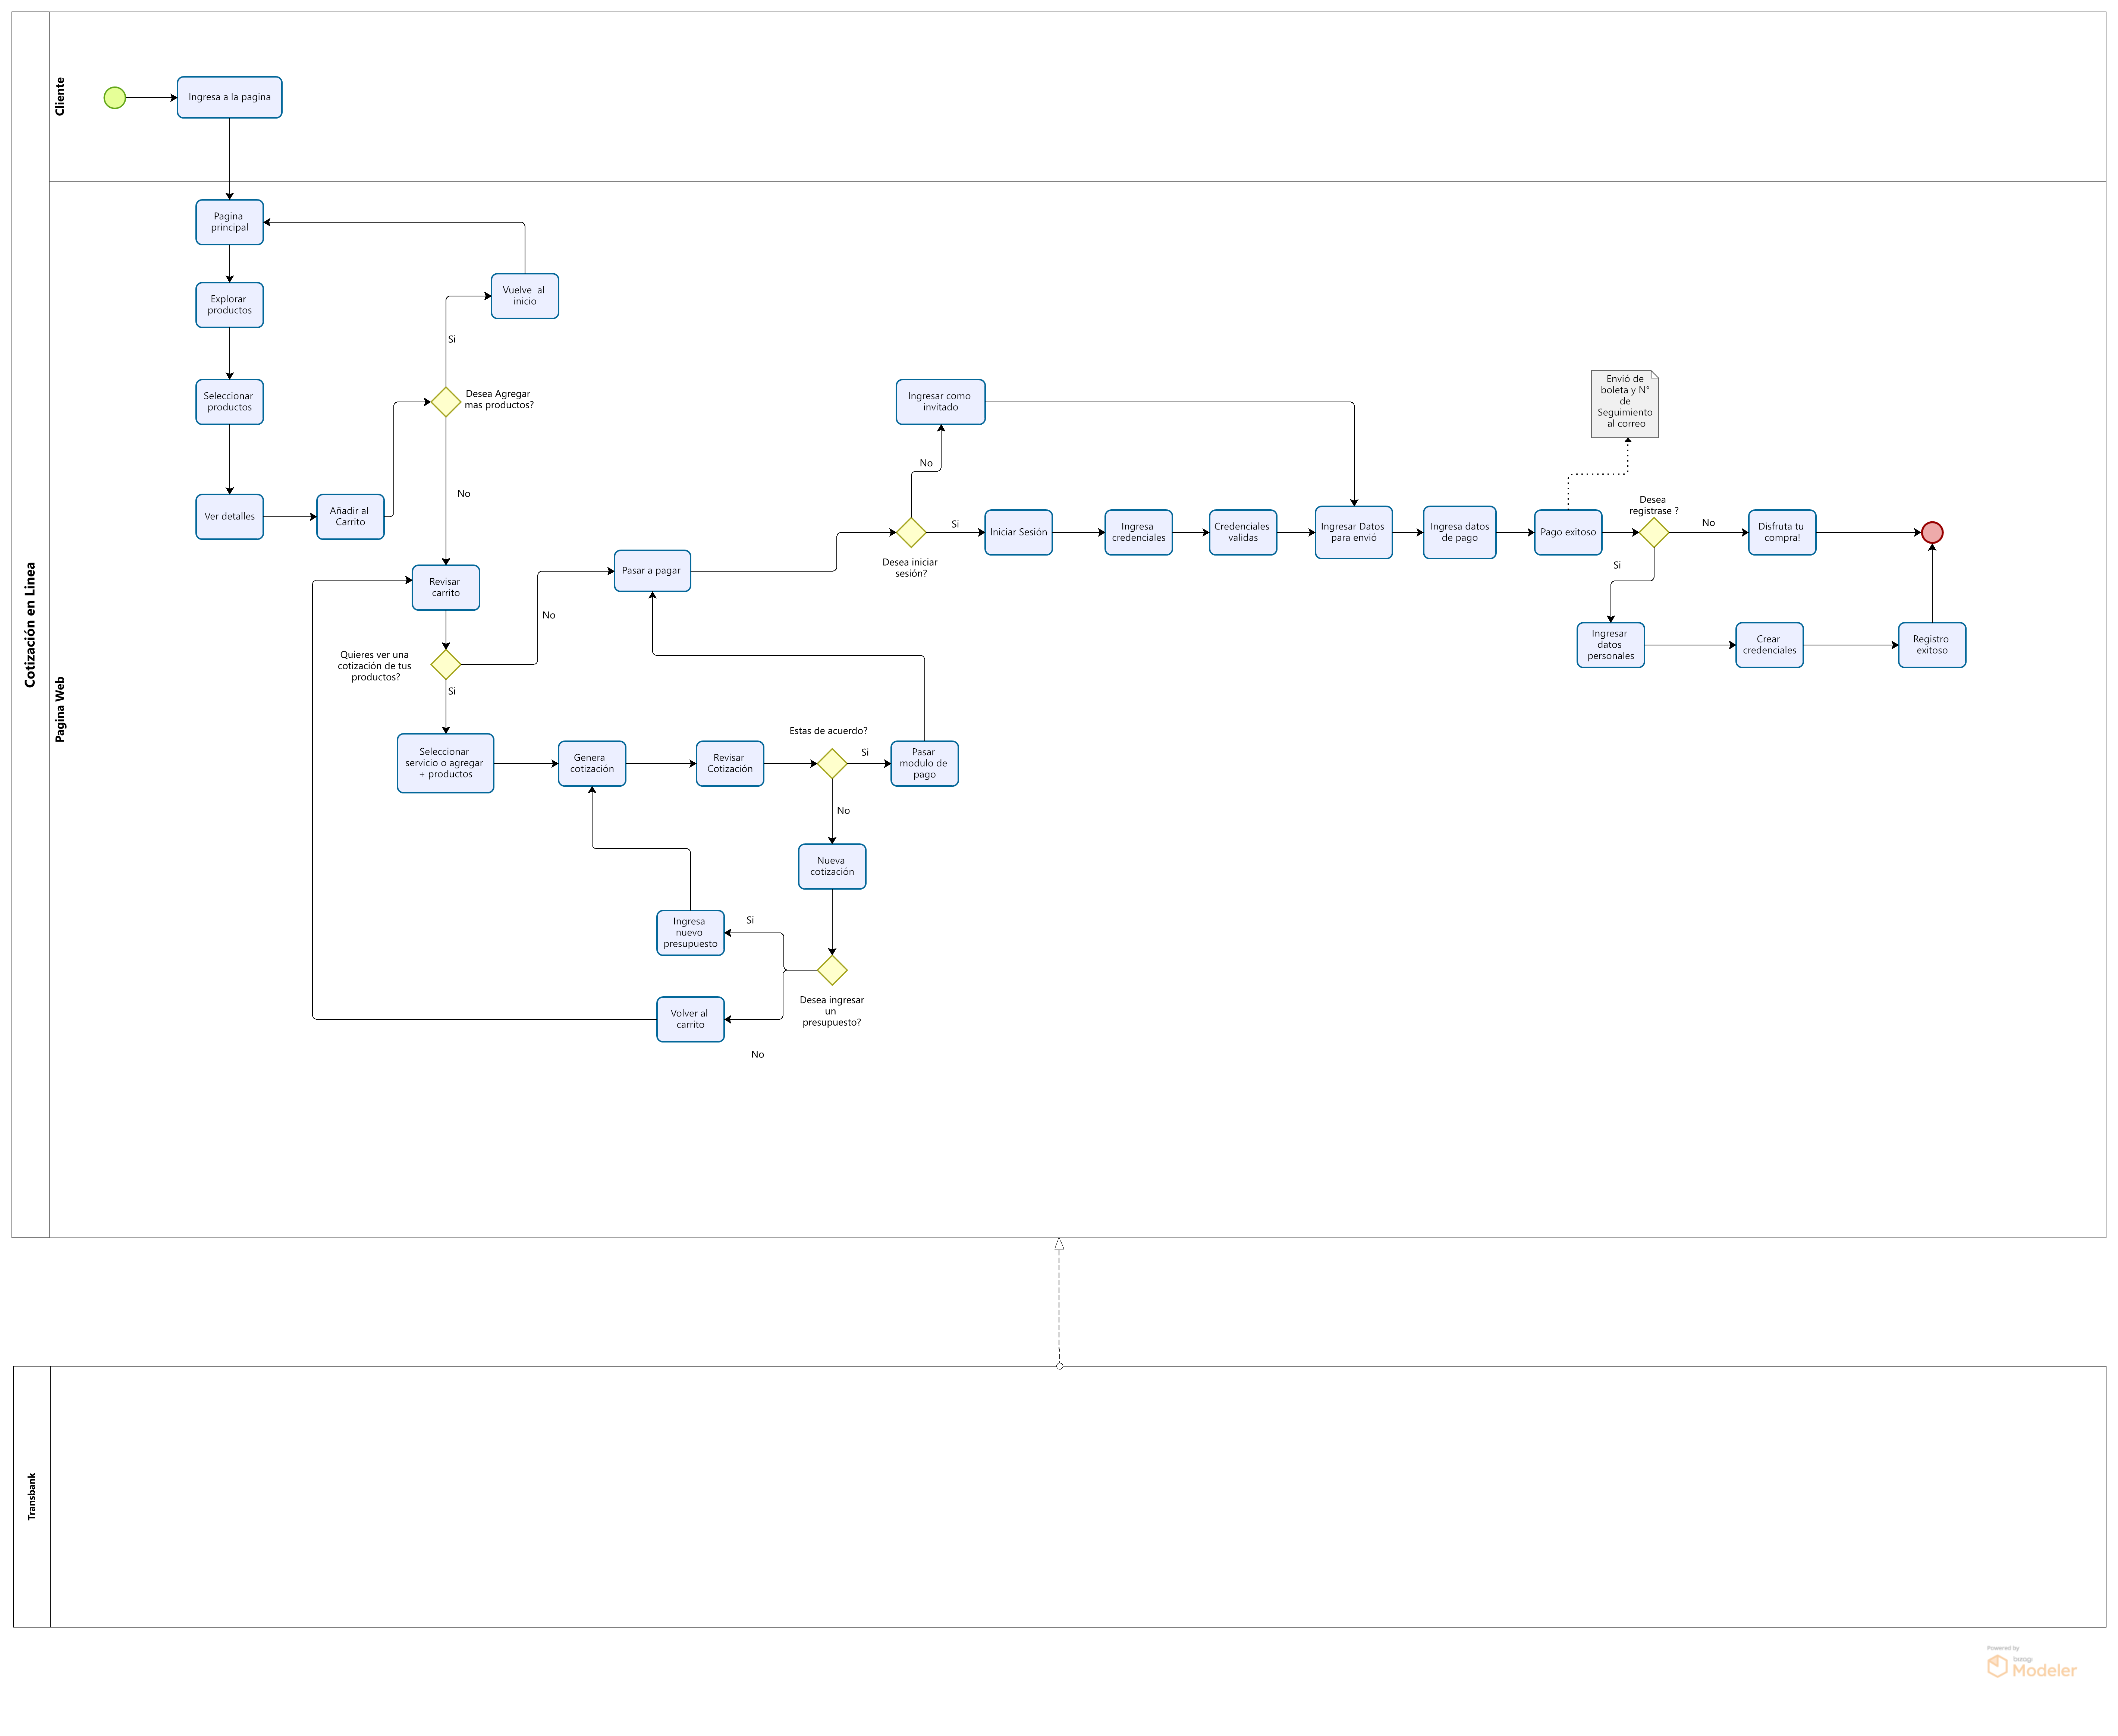 Cotización en Linea
Cliente
Ingresa a la pagina
Pagina Web
Pagina
principal
Vuelve al
inicio
Explorar
productos
Si
Seleccionar
productos
Desea Agregar
mas productos?
No
Ver detalles
Añadir al
Carrito
Revisar
carrito
Quieres ver una
cotización de tus
productos?
No
Si
Pasar a pagar
Desea iniciar
sesión?
No
Ingresar como
invitado
Si
Iniciar Sesión
Ingresa
credenciales
Credenciales
validas
Ingresar Datos
para envió
Ingresa datos
de pago
Pago exitoso
Envió de
boleta y N°
de
Seguimiento
al correo
Desea
registrase ?
No
Disfruta tu
compra!
Si
Ingresar
datos
personales
Crear
credenciales
Registro
exitoso
Seleccionar
servicio o agregar
+ productos
Genera
cotización
Revisar
Cotización
Estas de acuerdo?
Si
Pasar
modulo de
pago
No
Nueva
cotización
Ingresa
nuevo
presupuesto
Si
Desea ingresar
un
presupuesto?
Volver al
carrito
No
Transbank
Powered by
bizagi
Modeler